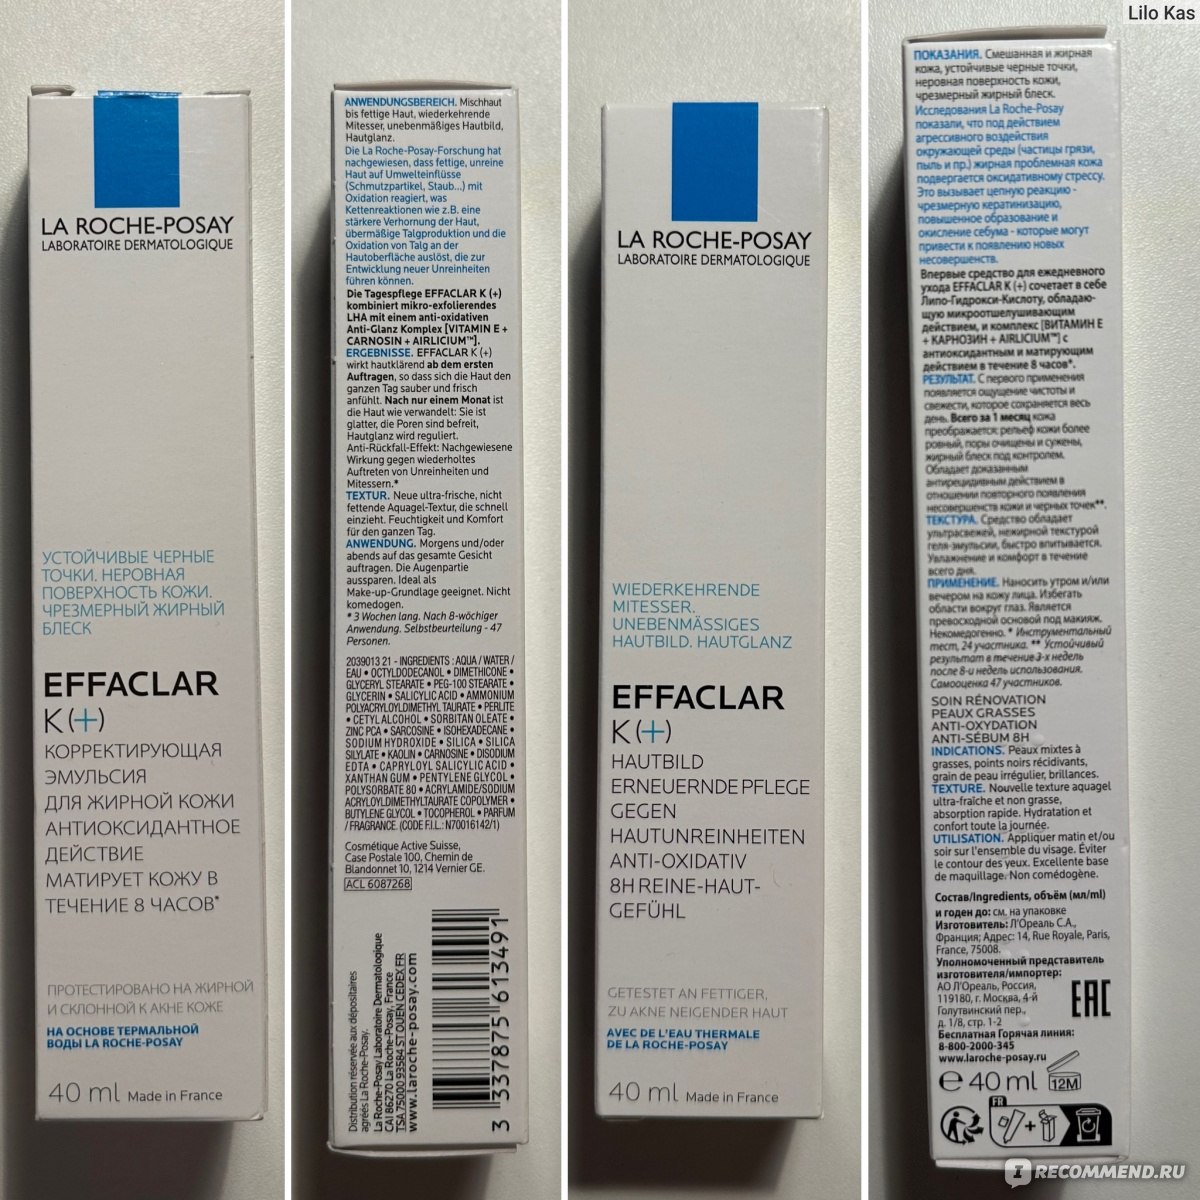 Lilo Kas
LA ROCHE-POSAY
LABORATOIRE DERMATOLOGIQUE
УСТОЙЧИВЫЕ ЧЕРНЫЕ
ТОЧКИ. НЕРОВНАЯ
ПОВЕРХНОСТЬ КОЖИ.
ЧРЕЗМЕРНЫЙ ЖИРНЫЙ
БЛЕСК
EFFACLAR
K (+)
КОРРЕКТИРУЮЩАЯ
ЭМУЛЬСИЯ
ДЛЯ ЖИРНОЙ КОЖИ
АНТИОКСИДАНТНОЕ
ДЕЙСТВИЕ
МАТИРУЕТ КОЖУ В
ТЕЧЕНИЕ 8 ЧАСОВ*
ПРОТЕСТИРОВАНО НА ЖИРНОЙ
И СКЛОННОЙ К АКНЕ КОЖЕ
НА ОСНОВЕ ТЕРМАЛЬНОЙ
ВОДЫ LA ROCHE-POSAY
40 ml Made in France
ANWENDUNGSBEREICH. Mischhaut
bis fettige Haut, wiederkehrende
Mitesser, unebenmäßiges Hautbild,
Hautglanz.
Die La Roche-Posay-Forschung hat
nachgewiesen, dass fettige, unreine
Haut auf Umwelteinflüsse
(Schmutzpartikel, Staub...) mit
Oxidation reagiert, was
Kettenreaktionen wie z.B. eine
stärkere Verhornung der Haut,
übermäßige Talgproduktion und die
Oxidation von Talg an der
Hautoberfläche auslöst, die zur
Entwicklung neuer Unreinheiten
führen können.
Die Tagespflege EFFACLAR K (+)
kombiniert mikro-exfolierendes
LHA mit einem anti-oxidativen
Anti-Glanz Komplex [VITAMIN E +
CARNOSIN + AIRLICIUM™].
ERGEBNISSE. EFFACLAR K (+)
wirkt hautklärend ab dem ersten
Auftragen, so dass sich die Haut den
ganzen Tag sauber und frisch
anfühlt. Nach nur einem Monat ist
die Haut wie verwandelt: Sie ist
glatter, die Poren sind befreit,
Hautglanz wird reguliert.
Anti-Rückfall-Effekt: Nachgewiesene
Wirkung gegen wiederholtes
Auftreten von Unreinheiten und
Mitessern.*
TEXTUR. Neue ultra-frische, nicht
fettende Aquagel-Textur, die schnell
einzieht. Feuchtigkeit und Komfort
für den ganzen Tag.
ANWENDUNG. Morgens und/oder
abends auf das gesamte Gesicht
auftragen. Die Augenpartie
aussparen. Ideal als
Make-up-Grundlage geeignet. Nicht
komedogen.
* 3 Wochen lang. Nach 8-wöchiger
Anwendung. Selbstbeurteilung - 47
Personen.
2039013 21 - INGREDIENTS : AQUA / WATER /
EAU • OCTYLDODECANOL • DIMETHICONE •
GLYCERYL STEARATE • PEG-100 STEARATE •
GLYCERIN • SALICYLIC ACID • AMMONIUM
POLYACRYLOYLDIMETHYL TAURATE • PERLITE
• CETYL ALCOHOL • SORBITAN OLEATE •
ZINC PCA • SARCOSINE • ISOHEXADECANE •
SODIUM HYDROXIDE • SILICA • SILICA
SILYLATE • KAOLIN • CARNOSINE • DISODIUM
EDTA • CAPRYLOYL SALICYLIC ACID •
XANTHAN GUM • PENTYLENE GLYCOL •
POLYSORBATE 80 • ACRYLAMIDE/SODIUM
ACRYLOYLDIMETHYLTAURATE COPOLYMER •
BUTYLENE GLYCOL • TOCOPHEROL • PARFUM
/ FRAGRANCE. (CODE F.I.L.: N70016142/1)
Cosmétique Active Suisse,
Case Postale 100, Chemin de
Blandonnet 10, 1214 Vernier GE.
ACL 6087268
Distribution réservée aux dépositaires
agréés La Roche-Posay.
La Roche-Posay Laboratoire Dermatologique
CAI 86270 La Roche-Posay, France
TSA 75000 93584 ST OUEN CEDEX FR
www.laroche-posay.com
3 337875 613491
LA ROCHE-POSAY
LABORATOIRE DERMATOLOGIQUE
WIEDERKEHRENDE
MITESSER.
UNEBENMÄSSIGES
HAUTBILD. HAUTGLANZ
EFFACLAR
K (+)
HAUTBILD
ERNEUERNDE PFLEGE
GEGEN
HAUTUNREINHEITEN
ANTI-OXIDATIV
8H REINE-HAUT-
GEFÜHL
GETESTET AN FETTIGER,
ZU AKNE NEIGENDER HAUT
AVEC DE L'EAU THERMALE
DE LA ROCHE-POSAY
40 ml Made in France
ПОКАЗАНИЯ. Смешанная и жирная
кожа, устойчивые черные точки,
неровная поверхность кожи,
чрезмерный жирный блеск.
Исследования La Roche-Posay
показали, что под действием
агрессивного воздействия
окружающей среды (частицы грязи,
пыль и пр.) жирная проблемная кожа
подвергается оксидативному стрессу.
Это вызывает цепную реакцию -
чрезмерную кератинизацию,
повышенное образование и
окисление себума - которые могут
привести к появлению новых
несовершенств.
Впервые средство для ежедневного
ухода EFFACLAR K (+) сочетает в себе
Липо-Гидрокси-Кислоту, обладаю-
щую микроотшелушивающим
действием, и комплекс [ВИТАМИН Е
+ КАРНОЗИН + AIRLICIUM™] с
антиоксидантным и матирующим
действием в течение 8 часов*.
РЕЗУЛЬТАТ. С первого применения
появляется ощущение чистоты и
свежести, которое сохраняется весь
день. Всего за 1 месяц кожа
преображается: рельеф кожи более
ровный, поры очищены и сужены,
жирный блеск под контролем.
Обладает доказанным
антирецидивным действием в
отношении повторного появления
несовершенств кожи и черных точек**.
ТЕКСТУРА. Средство обладает
ультрасвежей, нежирной текстурой
геля-эмульсии, быстро впитывается.
Увлажнение и комфорт в течение
всего дня.
ПРИМЕНЕНИЕ. Наносить утром и/или
вечером на кожу лица. Избегать
области вокруг глаз. Является
превосходной основой под макияж.
Некомедогенно. * Инструментальный
тест, 24 участника. ** Устойчивый
результат в течение 3-х недель
после 8-и недель использования.
Самооценка 47 участников.
SOIN RÉNOVATION
PEAUX GRASSES
ANTI-OXYDATION
ANTI-SÉBUM 8H
INDICATIONS. Peaux mixtes à
grasses, points noirs récidivants,
grain de peau irrégulier, brillances.
TEXTURE. Nouvelle texture aquagel
ultra-fraîche et non grasse,
absorption rapide. Hydratation et
confort toute la journée.
UTILISATION. Appliquer matin et/ou
soir sur l'ensemble du visage. Éviter
le contour des yeux. Excellente base
de maquillage. Non comédogène.
Состав/Ingredients, объём (мл/ml)
и годен до: см. на упаковке
Изготовитель: Л'Ореаль С.А.,
Франция; Адрес: 14, Rue Royale, Paris,
France, 75008.
Уполномоченный представитель
изготовителя/импортер:
АО Л'Ореаль, Россия,
119180, г. Москва, 4-й
Голутвинский пер.,
д. 1/8, стр. 1-2
EAC
Бесплатная Горячая линия:
8-800-2000-345
www.laroche-posay.ru
e 40 ml 12M
FR
IRECOMMEND.RU